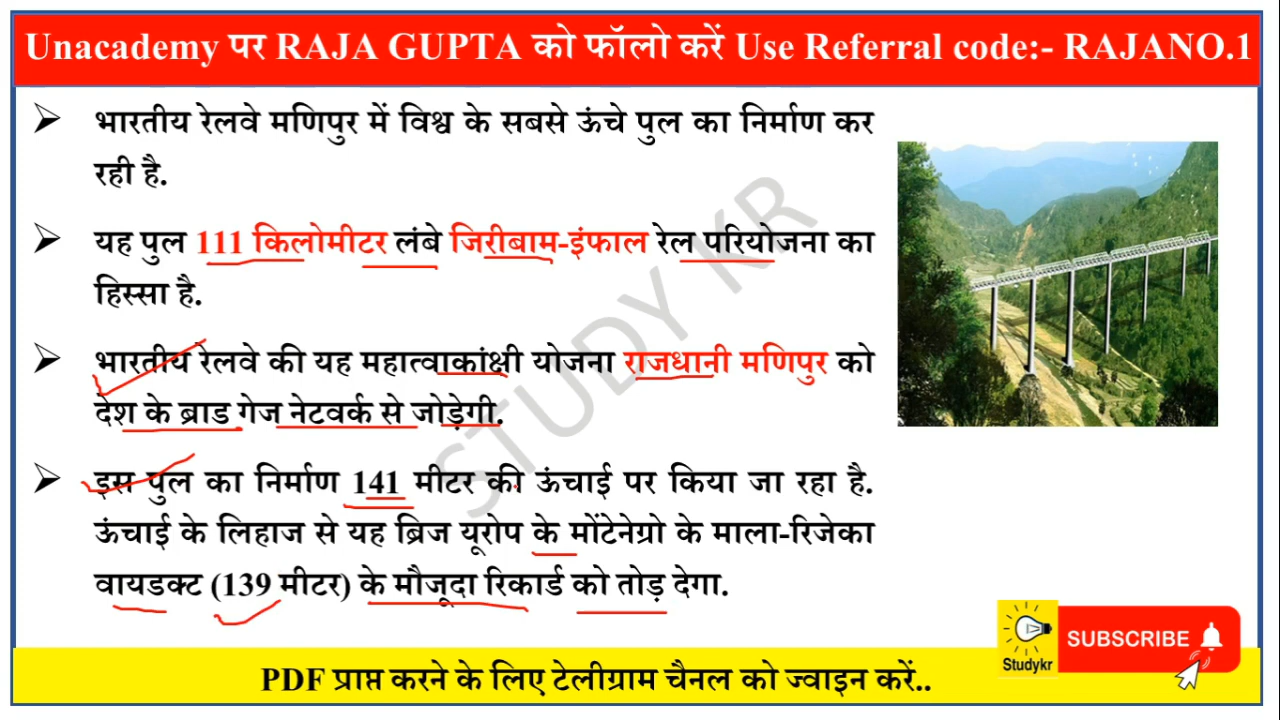 Unacademy पर RAJA GUPTA को फॉलो करें Use Referral code:- RAJANO.1
भारतीय रेलवे मणिपुर में विश्व के सबसे ऊंचे पुल का निर्माण कर
रही है.
यह पुल 111 किलोमीटर लंबे जिरीबाम-इंफाल रेल परियोजना का
हिस्सा है.
भारतीय रेलवे की यह महात्वाकांक्षी योजना राजधानी मणिपुर को
देश के ब्राड गेज नेटवर्क से जोड़ेगी.
इस पुल का निर्माण 141 मीटर की ऊंचाई पर किया जा रहा है.
ऊंचाई के लिहाज से यह ब्रिज यूरोप के मोंटेनेग्रो के माला-रिजेका
वायडक्ट (139 मीटर) के मौजूदा रिकार्ड को तोड़ देगा.
STUDY KR
Studykr
SUBSCRIBE
PDF प्राप्त करने के लिए टेलीग्राम चैनल को ज्वाइन करें..